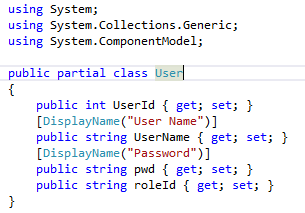 using System;
using System.Collections.Generic;
using System.ComponentModel;
public partial class User
{
public int UserId { get; set; }
[DisplayName("User Name")]
public string UserName { get; set; }
[DisplayName("Password")]
public string pwd { get; set; }
public string roleId { get; set; }
}